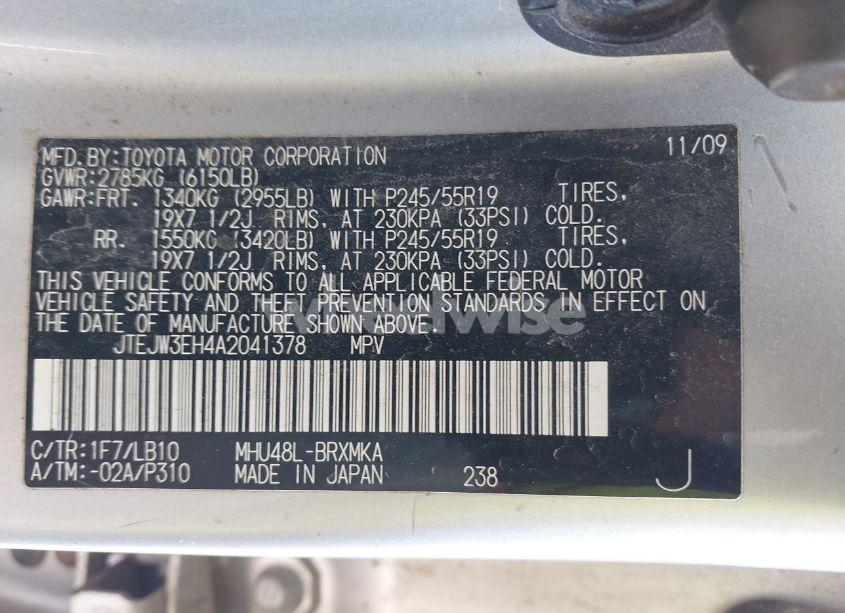 MFD.BY:TOYOTA MOTOR CORPORATION 11/09
GVWR:2785KG (6150LB)
GAWR:FRT. 1340KG (2955LB) WITH P245/55R19 TIRES,
19X7 1/2J RIMS, AT 230KPA (33PSI) COLD.
RR. 1550KG (3420LB) WITH P245/55R19 TIRES,
19X7 1/2J RIMS, AT 230KPA (33PSI) COLD.
THIS VEHICLE CONFORMS TO ALL APPLICABLE FEDERAL MOTOR
VEHICLE SAFETY AND THEFT PREVENTION STANDARDS IN EFFECT ON
THE DATE OF MANUFACTURE SHOWN ABOVE.
JTEJW3EH4A2041378 MPV
C/TR:1F7/LB10 MHU48L-BRXMKA
A/TM:-02A/P310 MADE IN JAPAN 238 J